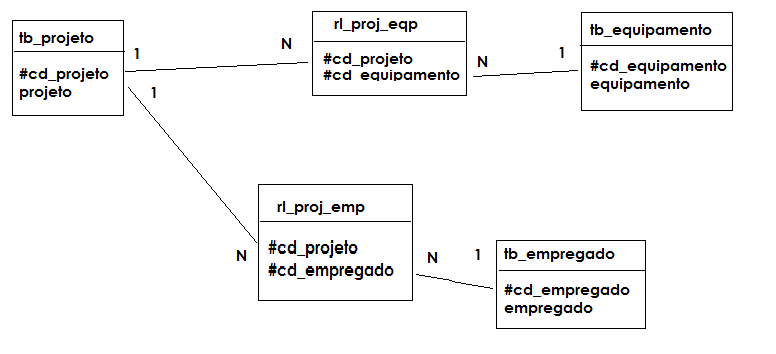 tb_projeto
#cd_projeto
projeto
1
N
rl_proj_eqp
#cd_projeto
#cd_equipamento
N
1
tb_equipamento
#cd_equipamento
equipamento
1
N
rl_proj_emp
#cd_projeto
#cd_empregado
N
1
tb_empregado
#cd_empregado
empregado